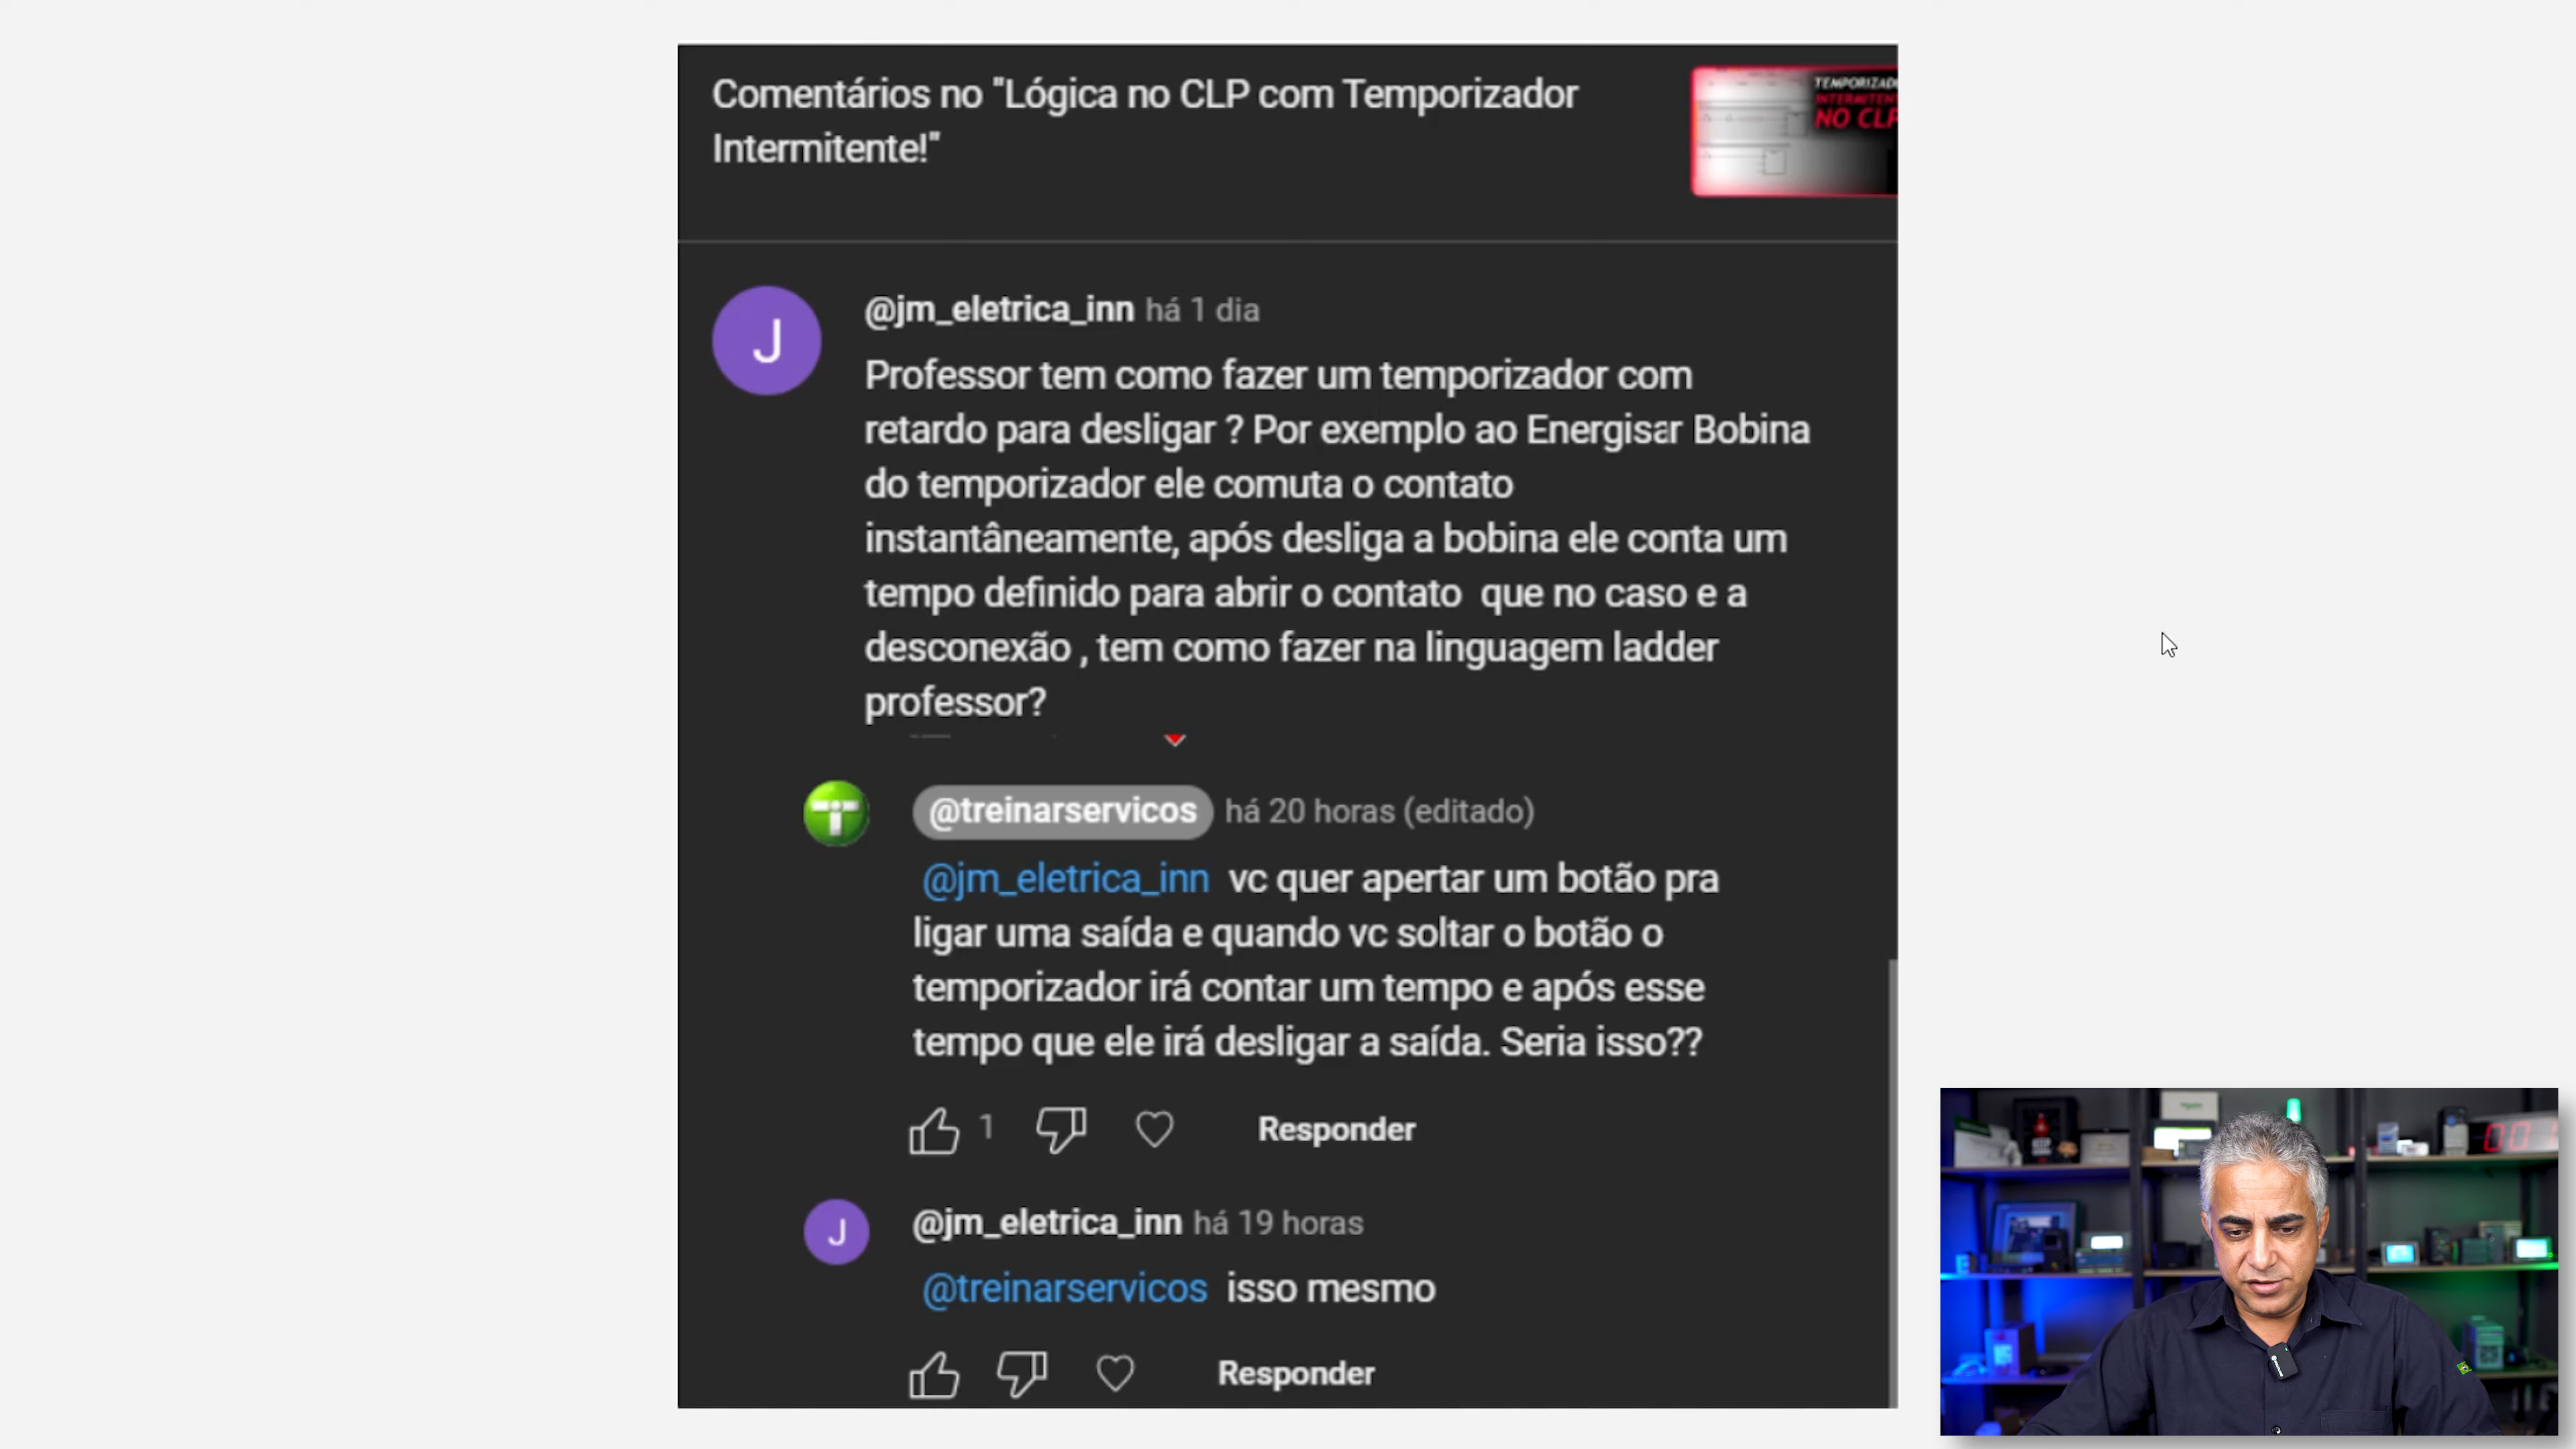 Comentários no "Lógica no CLP com Temporizador
Intermitente!"
INTERMITEN
NO CLP
J
@jm_eletrica_inn há 1 dia
Professor tem como fazer um temporizador com
retardo para desligar ? Por exemplo ao Energisar Bobina
do temporizador ele comuta o contato
instantâneamente, após desliga a bobina ele conta um
tempo definido para abrir o contato  que no caso e a
desconexão , tem como fazer na linguagem ladder
professor?
@treinarservicos há 20 horas (editado)
@jm_eletrica_inn vc quer apertar um botão pra
ligar uma saída e quando vc soltar o botão o
temporizador irá contar um tempo e após esse
tempo que ele irá desligar a saída. Seria isso??
1 Responder
J
@jm_eletrica_inn há 19 horas
@treinarservicos isso mesmo
Responder